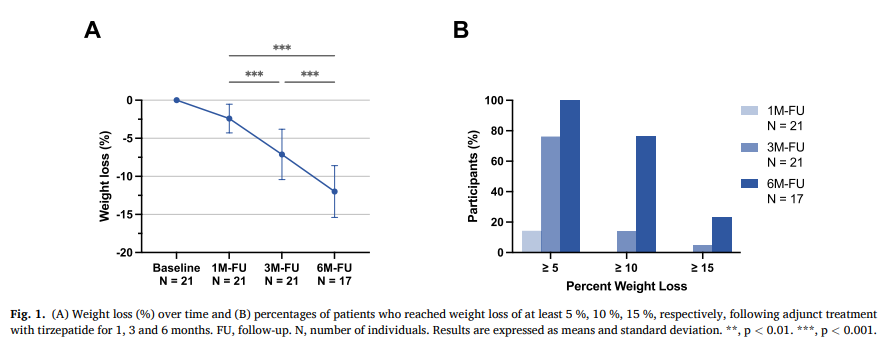 A
B
***
*** ***
0
-5
-10
-15
-20
Weight loss (%)
Baseline 1M-FU 3M-FU 6M-FU
N = 21 N = 21 N = 21 N = 17
100
80
60
40
20
0
Participants (%)
≥ 5 ≥ 10 ≥ 15
Percent Weight Loss
1M-FU
N = 21
3M-FU
N = 21
6M-FU
N = 17
Fig. 1. (A) Weight loss (%) over time and (B) percentages of patients who reached weight loss of at least 5 %, 10 %, 15 %, respectively, following adjunct treatment
with tirzepatide for 1, 3 and 6 months. FU, follow-up. N, number of individuals. Results are expressed as means and standard deviation. **, p < 0.01. ***, p < 0.001.